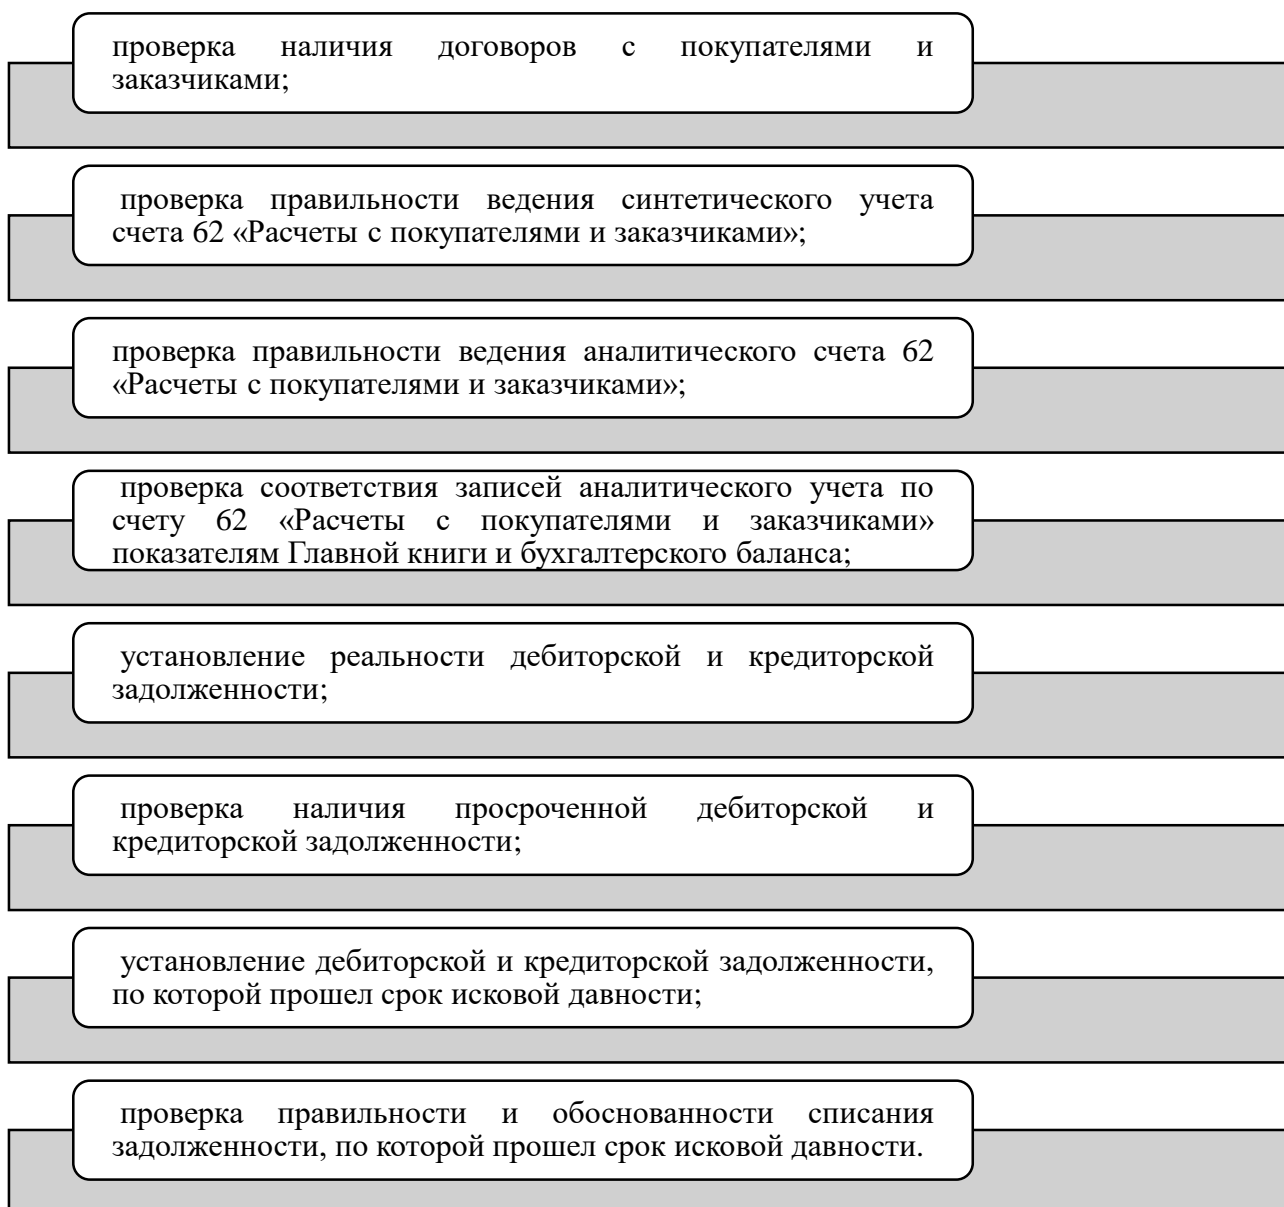 проверка наличия договоров с покупателями и
заказчиками;
проверка правильности ведения синтетического учета
счета 62 «Расчеты с покупателями и заказчиками»;
проверка правильности ведения аналитического счета 62
«Расчеты с покупателями и заказчиками»;
проверка соответствия записей аналитического учета по
счету 62 «Расчеты с покупателями и заказчиками»
показателям Главной книги и бухгалтерского баланса;
установление реальности дебиторской и кредиторской
задолженности;
проверка наличия просроченной дебиторской и
кредиторской задолженности;
установление дебиторской и кредиторской задолженности,
по которой прошел срок исковой давности;
проверка правильности и обоснованности списания
задолженности, по которой прошел срок исковой давности.